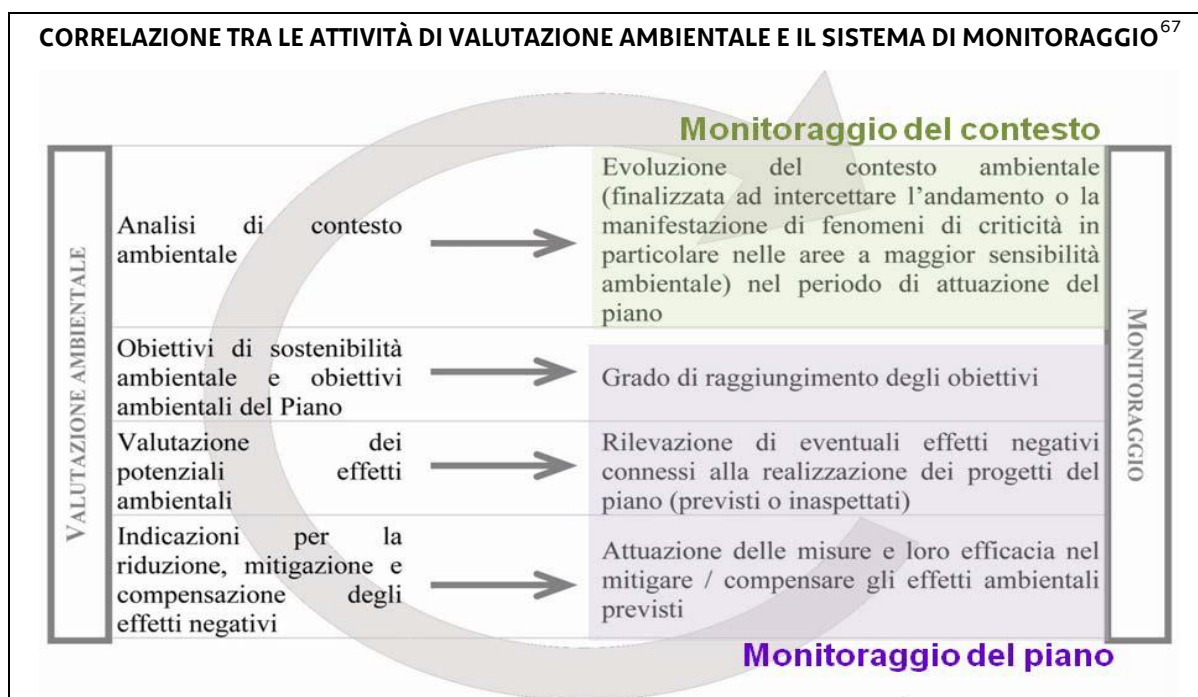 CORRELAZIONE TRA LE ATTIVITÀ DI VALUTAZIONE AMBIENTALE E IL SISTEMA DI MONITORAGGIO67
Monitoraggio del contesto
VALUTAZIONE AMBIENTALE
Analisi di contesto
ambientale
Evoluzione del contesto ambientale
(finalizzata ad intercettare l'andamento o la
manifestazione di fenomeni di criticità in
particolare nelle aree a maggior sensibilità
ambientale) nel periodo di attuazione del
piano
Obiettivi di sostenibilità
ambientale e obiettivi
ambientali del Piano
Grado di raggiungimento degli obiettivi
Valutazione dei
potenziali effetti
ambientali
Rilevazione di eventuali effetti negativi
connessi alla realizzazione dei progetti del
piano (previsti o inaspettati)
Indicazioni per la
riduzione, mitigazione e
compensazione degli
effetti negativi
Attuazione delle misure e loro efficacia nel
mitigare / compensare gli effetti ambientali
previsti
MONITORAGGIO
Monitoraggio del piano